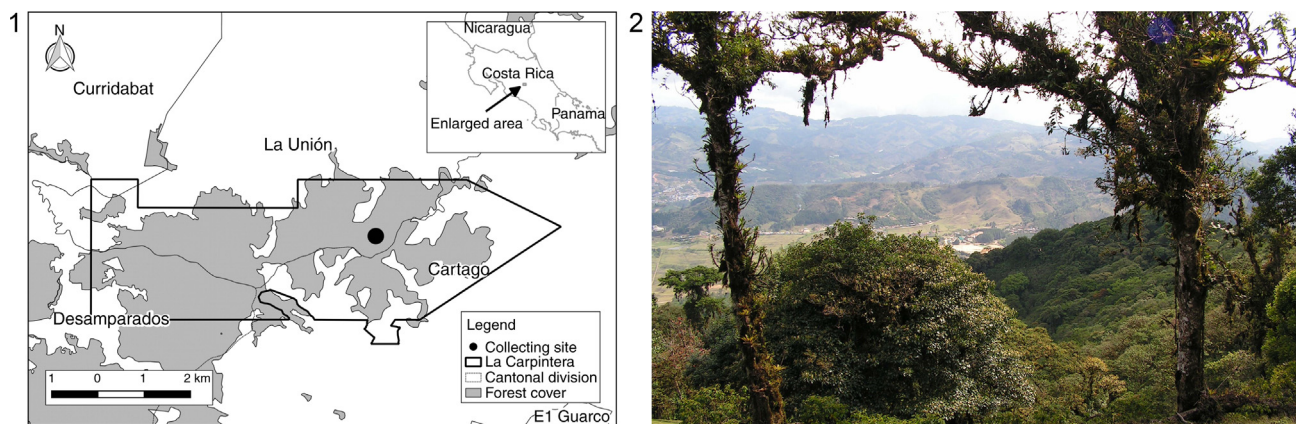 1
N
Curridabat
La Unión
Cartago
Desamparados
1 0 1 2 km
Nicaragua
Costa Rica
Enlarged area
Panama
Legend
Collecting site
La Carpintera
Cantonal division
Forest cover
E1 Guarco
2